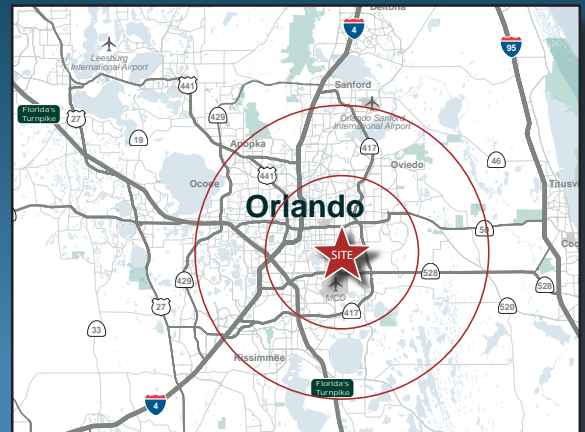 Deltona
4
95
Leesburg
International Airport
441
Sanford
Florida's
Turnpike
27
429
Orlando Sanford
International Airport
19
Apopka
417
46
Oviedo
441
Ocoee
Titusv
Orlando
50
Coc
SITE
528
429
528
MCO
27
417
520
33
Kissimmee
Florida's
Turnpike
4